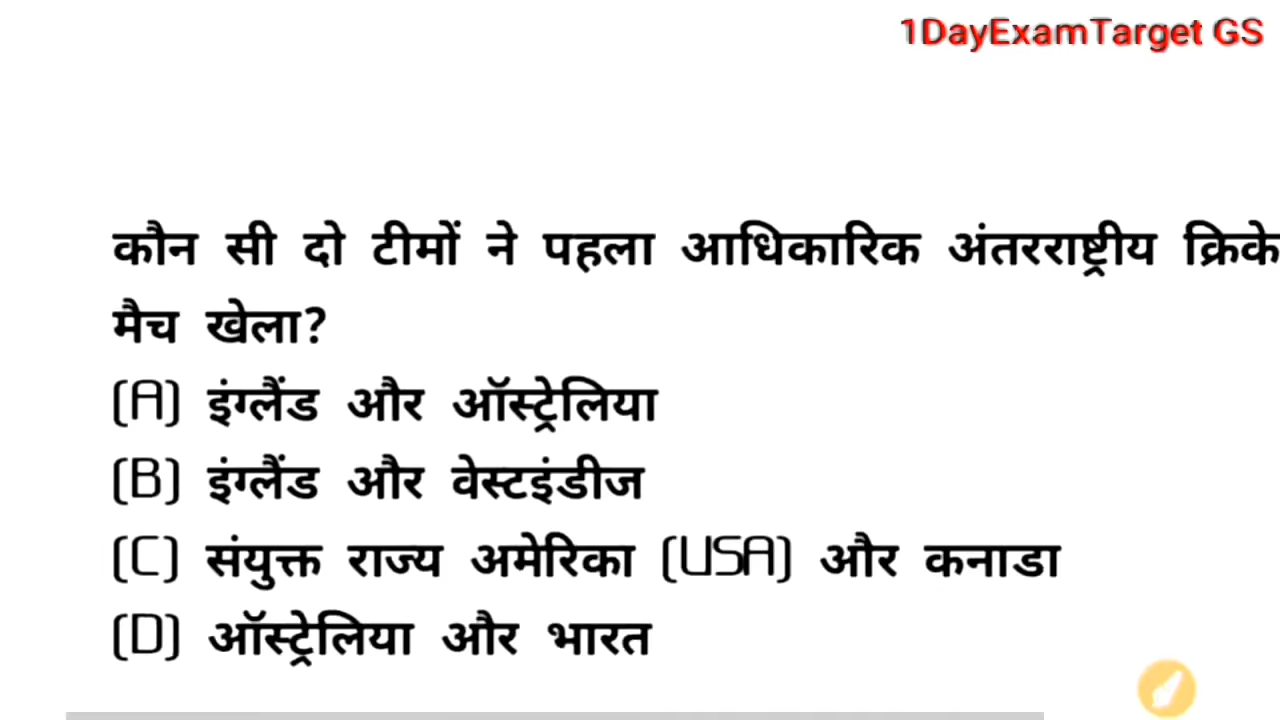 1DayExamTarget GS
कौन सी दो टीमों ने पहला आधिकारिक अंतरराष्ट्रीय क्रिके
मैच खेला?
(A) इंग्लैंड और ऑस्ट्रेलिया
(B) इंग्लैंड और वेस्टइंडीज
(C) संयुक्त राज्य अमेरिका (USA) और कनाडा
(D) ऑस्ट्रेलिया और भारत